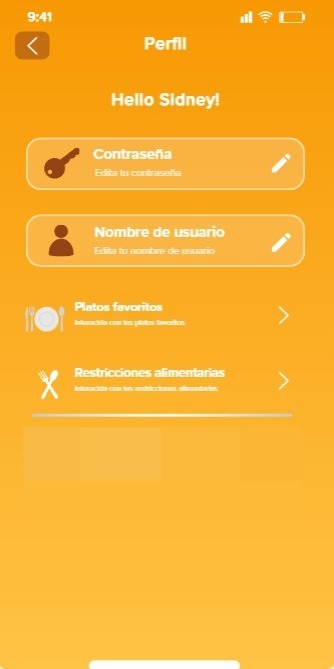 9:41
Perfil
Hello Sidney!
Contraseña
Edita tu contraseña
Nombre de usuario
Edita tu nombre de usuario
Platos favoritos
Interacción con tus platos favoritos
Restricciones alimentarias
Interacción con tus restricciones alimentarias